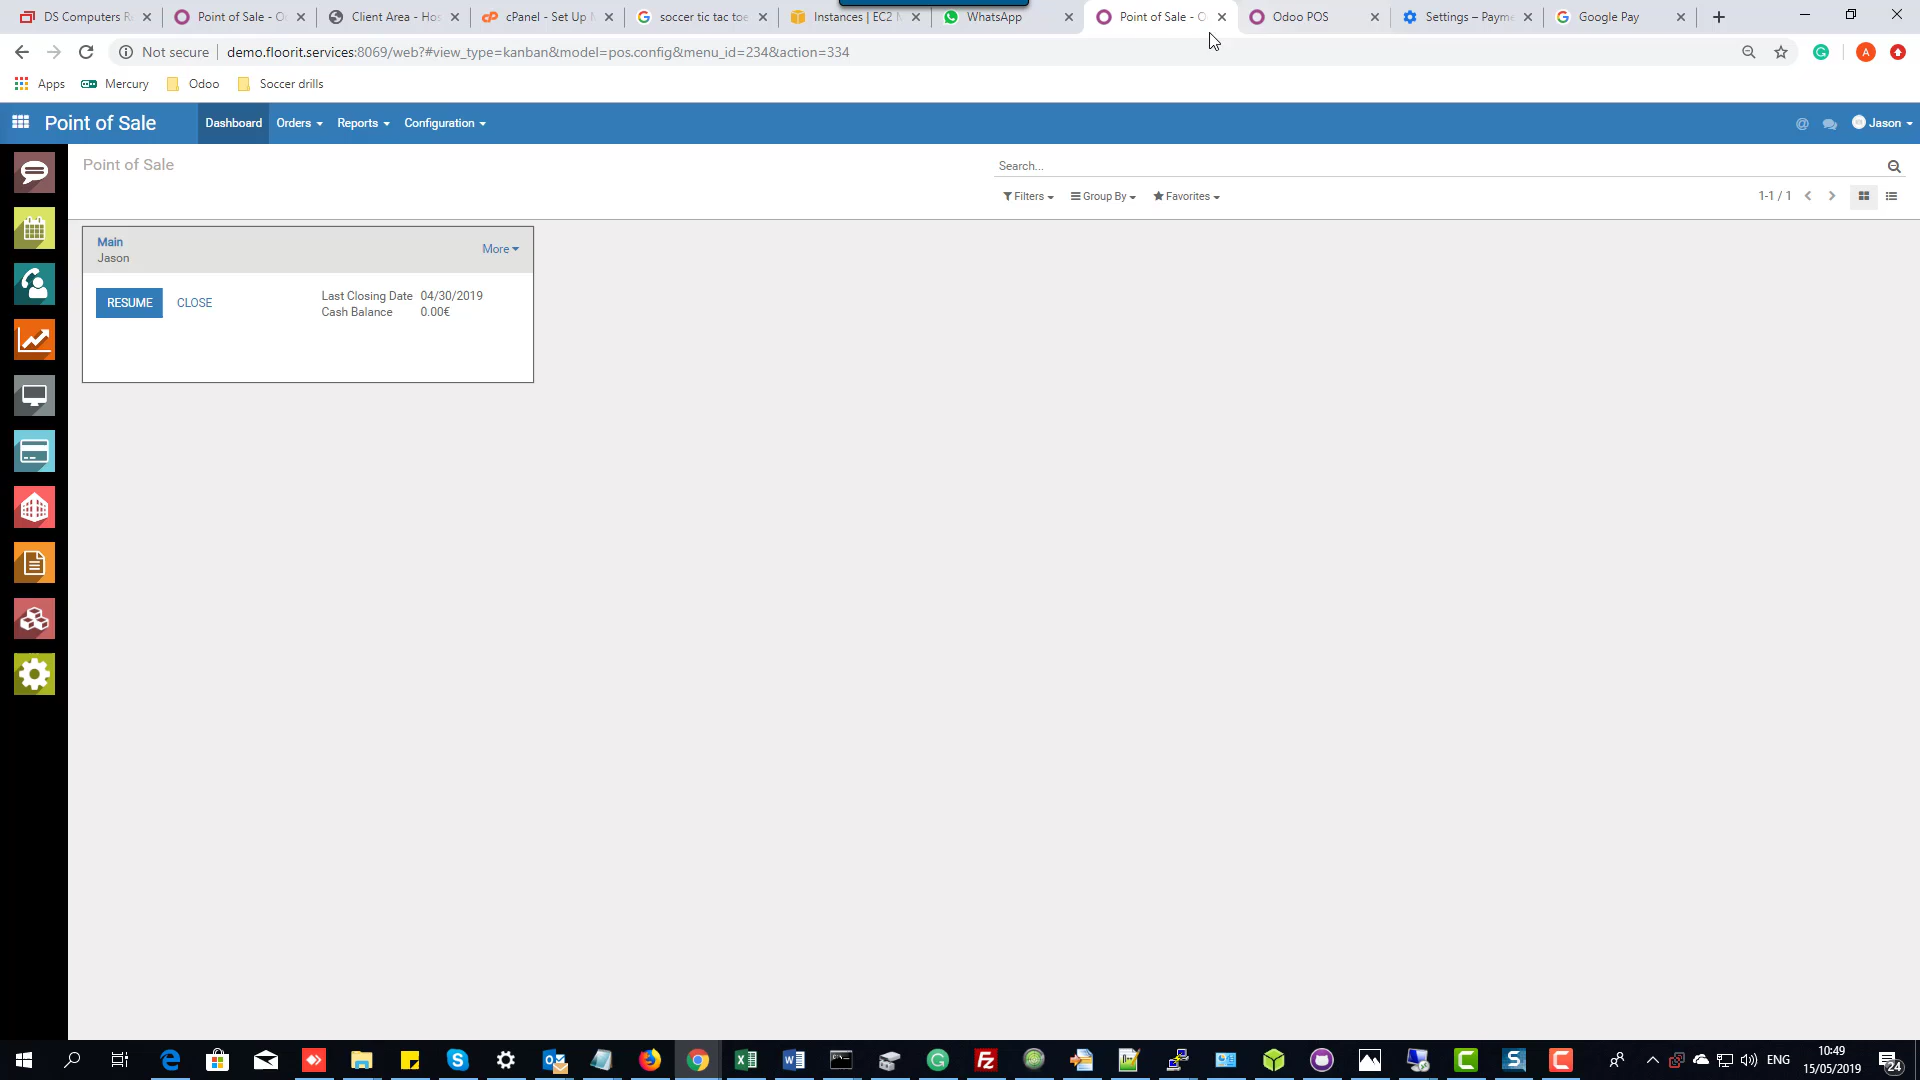 DS Computers R
Point of Sale - O
Client Area - Hos
cPanel - Set Up
soccer tic tac toe
Instances | EC2
WhatsApp
Point of Sale - O
Odoo POS
Settings – Payme
Google Pay
Not secure
demo.floorit.services:8069/web?#view_type=kanban&model=pos.config&menu_id=234&action=334
A
Apps
Mercury
Odoo
Soccer drills
Point of Sale
Dashboard
Orders
Reports
Configuration
@
Jason
Point of Sale
Search...
Filters
Group By
Favorites
1-1 / 1
Main
Jason
More
RESUME
CLOSE
Last Closing Date 04/30/2019
Cash Balance 0.00€
ENG
10:49
15/05/2019
24